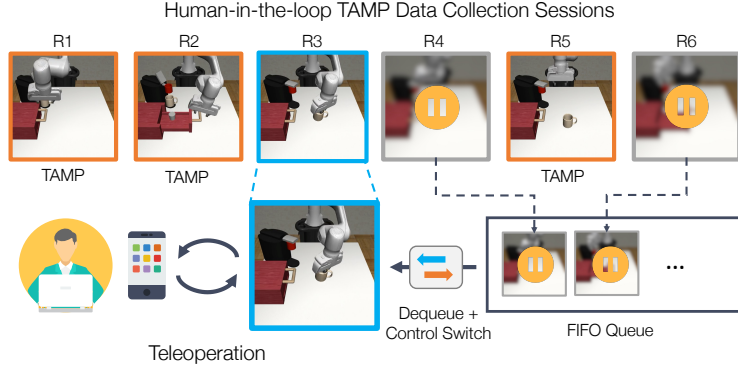 Human-in-the-loop TAMP Data Collection Sessions
R1 R2 R3 R4 R5 R6
TAMP TAMP TAMP
Dequeue +
Control Switch
FIFO Queue
...
Teleoperation